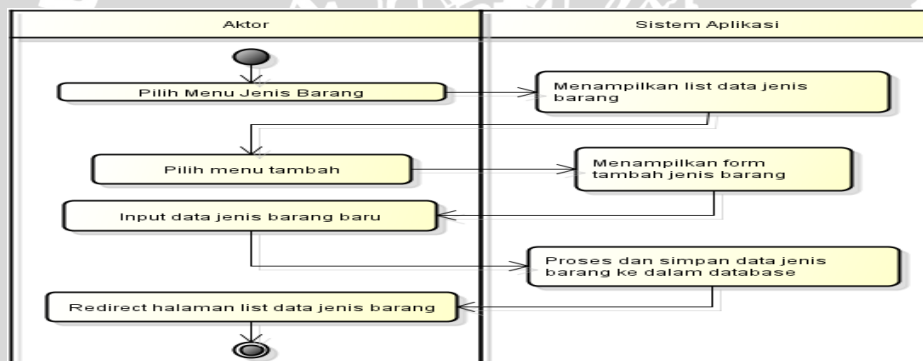 Aktor
Sistem Aplikasi
Pilih Menu Jenis Barang
Menampilkan list data jenis
barang
Pilih menu tambah
Menampilkan form
tambah jenis barang
Input data jenis barang baru
Proses dan simpan data jenis
barang ke dalam database
Redirect halaman list data jenis barang